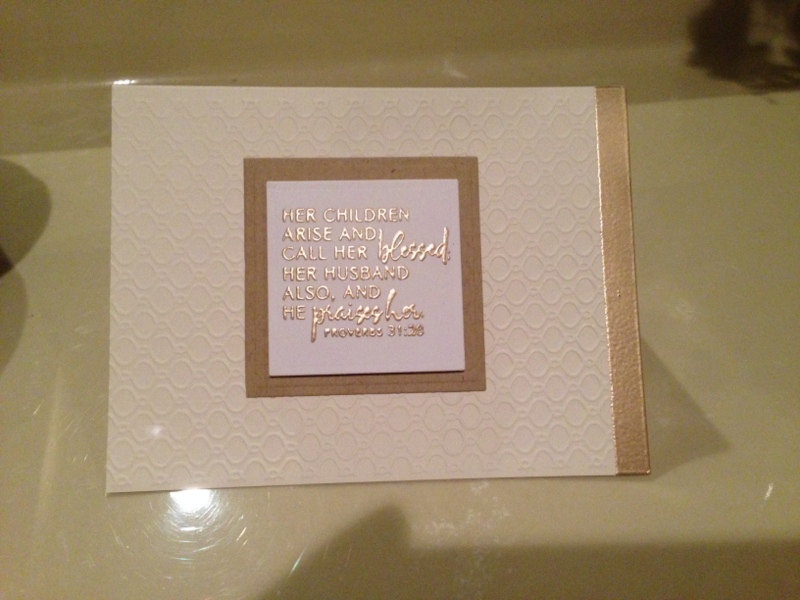 HER CHILDREN
ARISE AND
CALL HER blessed;
HER HUSBAND
ALSO, AND
HE praises her.
PROVERBS 31:28